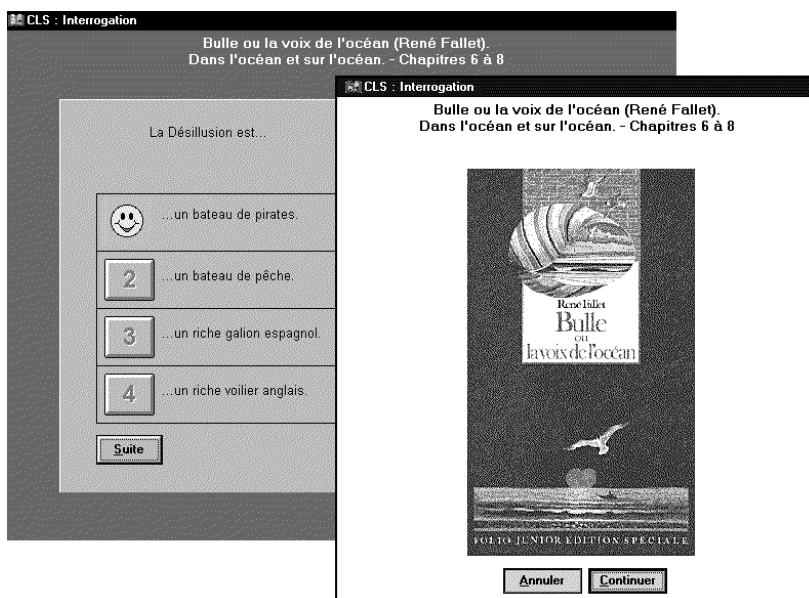 CLS : Interrogation
Bulle ou la voix de l'océan (René Fallet).
Dans l'océan et sur l'océan. - Chapitres 6 à 8
La Désillusion est...
...un bateau de pirates.
2
...un bateau de pêche.
3
...un riche galion espagnol.
4
...un riche voilier anglais.
Suite
CLS : Interrogation
Bulle ou la voix de l'océan (René Fallet).
Dans l'océan et sur l'océan. - Chapitres 6 à 8
René Fallet
Bulle
ou
la voix de l'océan
FOLIO JUNIOR EDITION SPECIALE
Annuler
Continuer